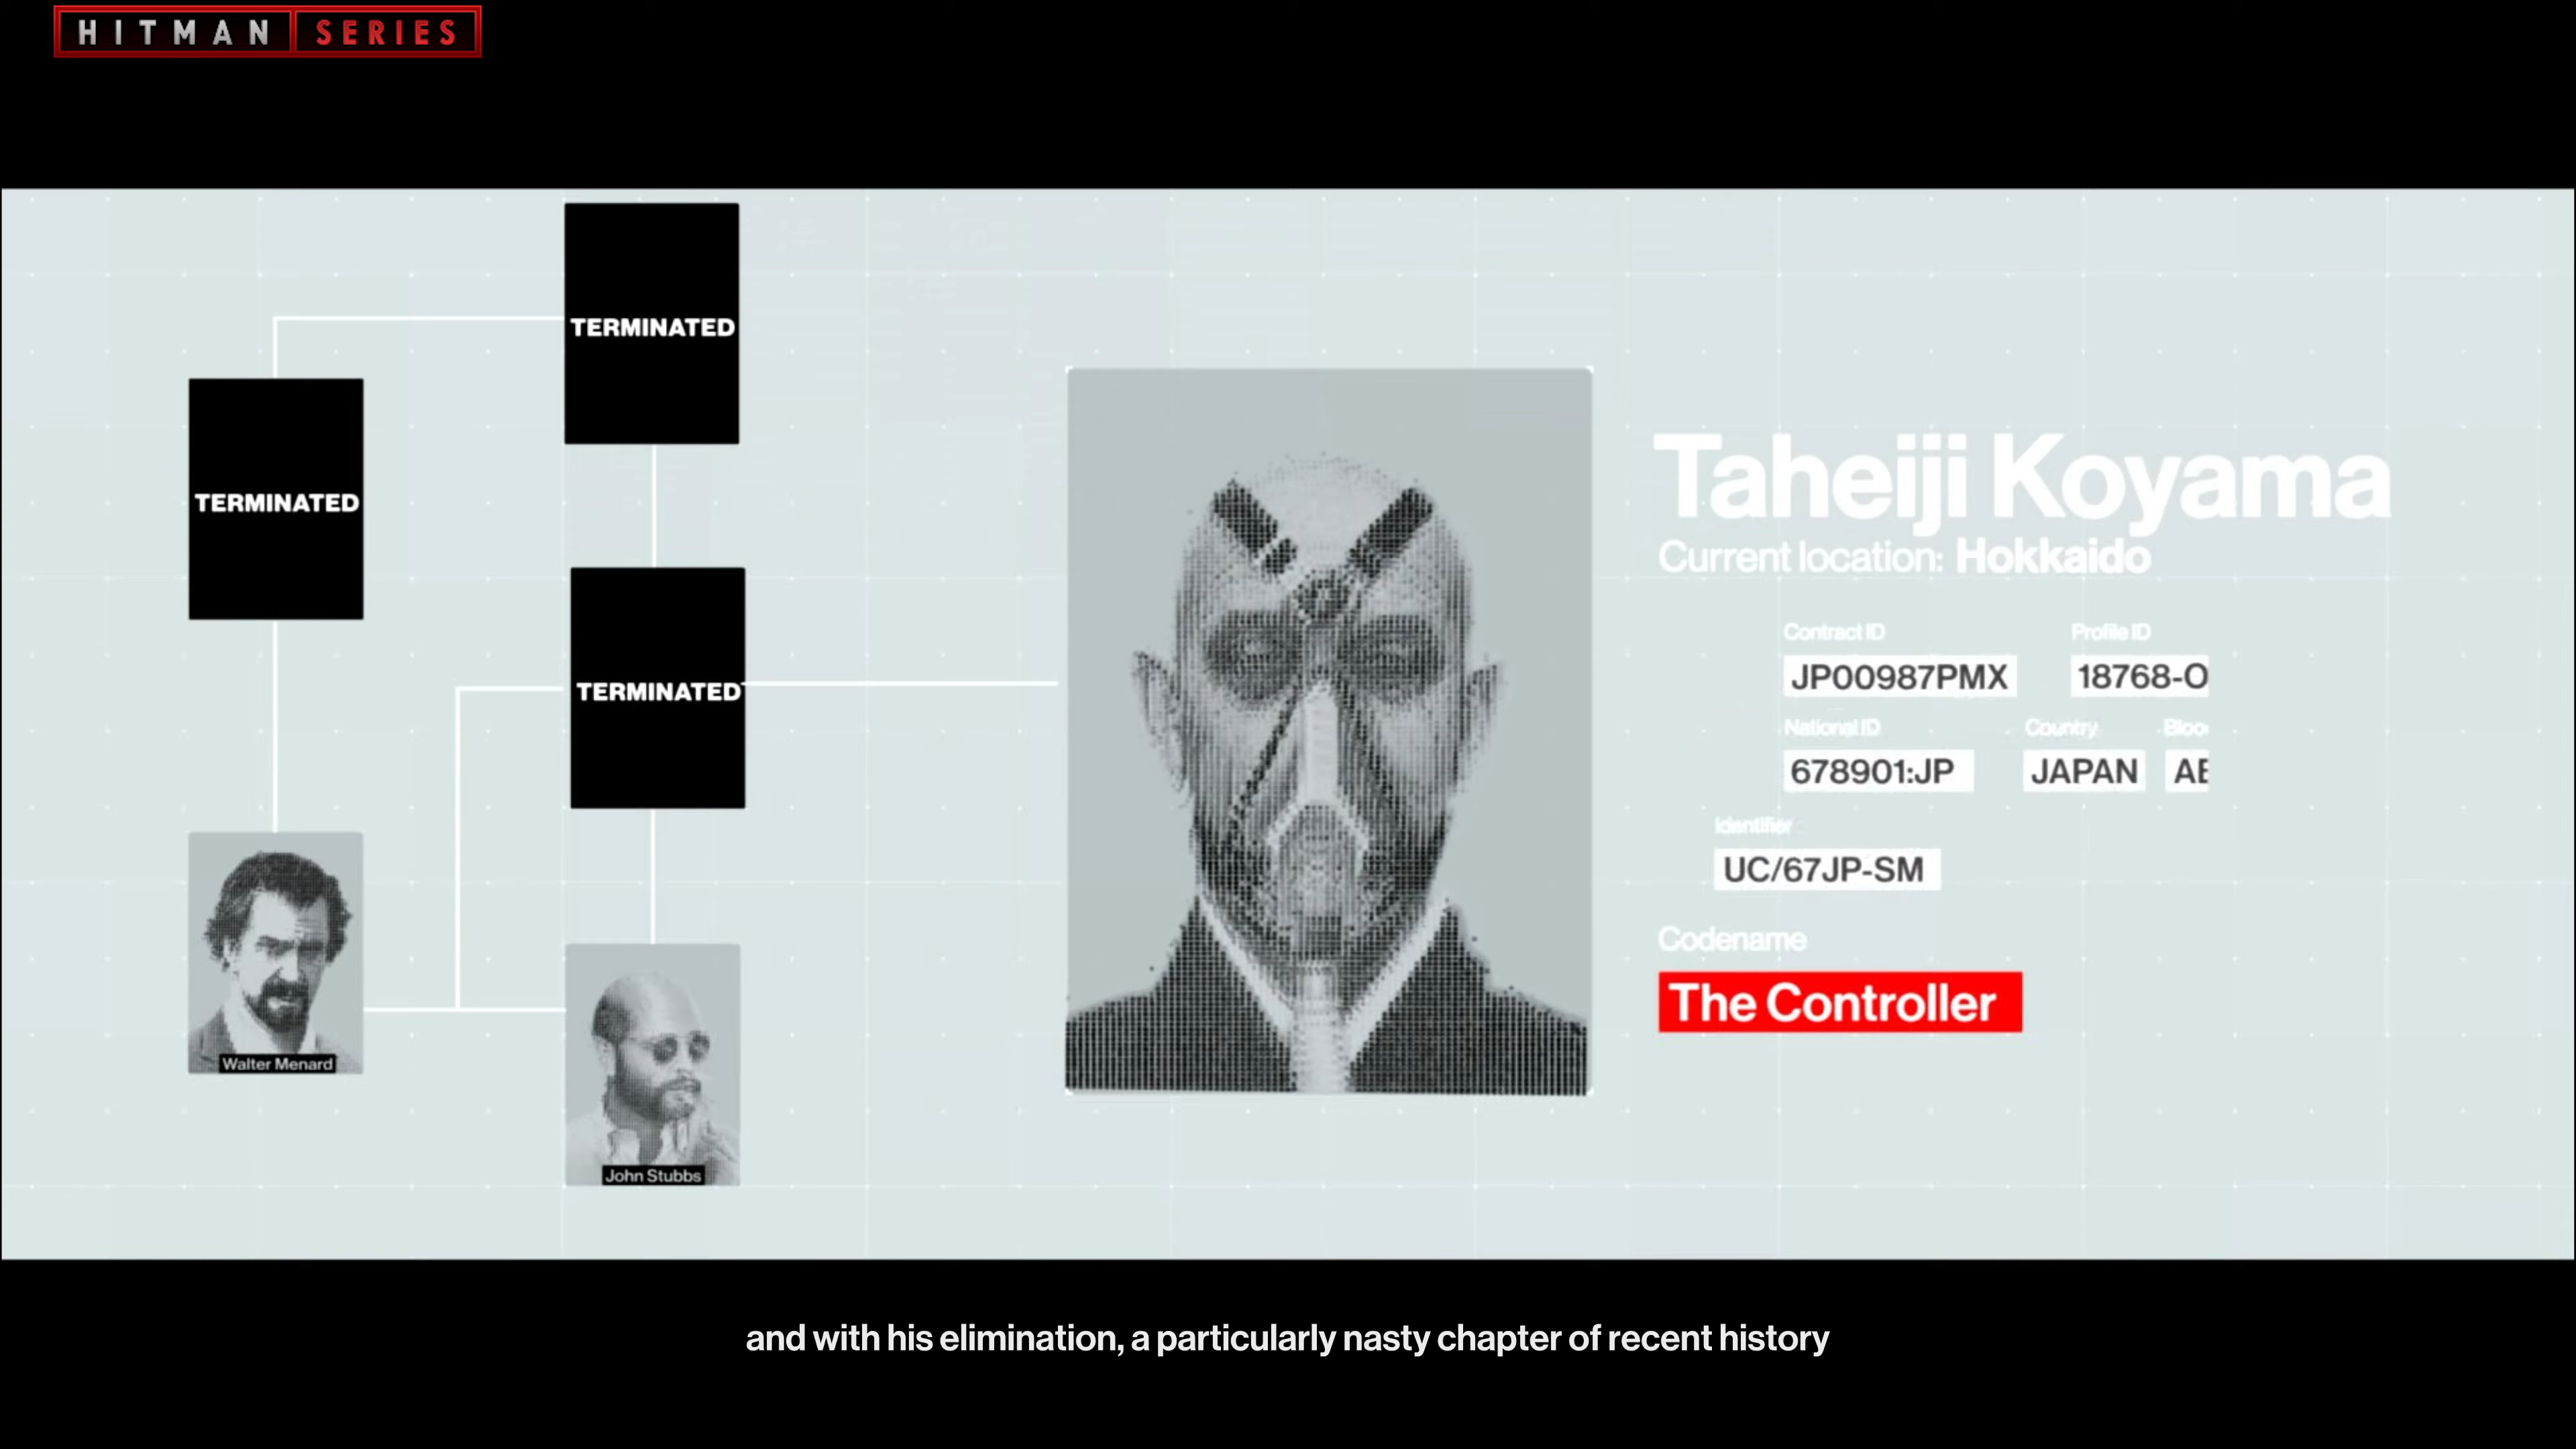 HITMAN SERIES
TERMINATED
TERMINATED
TERMINATED
Walter Menard
John Stubbs
Taheiji Koyama
Current location: Hokkaido
Contract ID
Profile ID
JP00987PMX
18768-O
National ID
Country
Bloo
678901:JP
JAPAN
AB
Identifier
UC/67JP-SM
Codename
The Controller
and with his elimination, a particularly nasty chapter of recent history